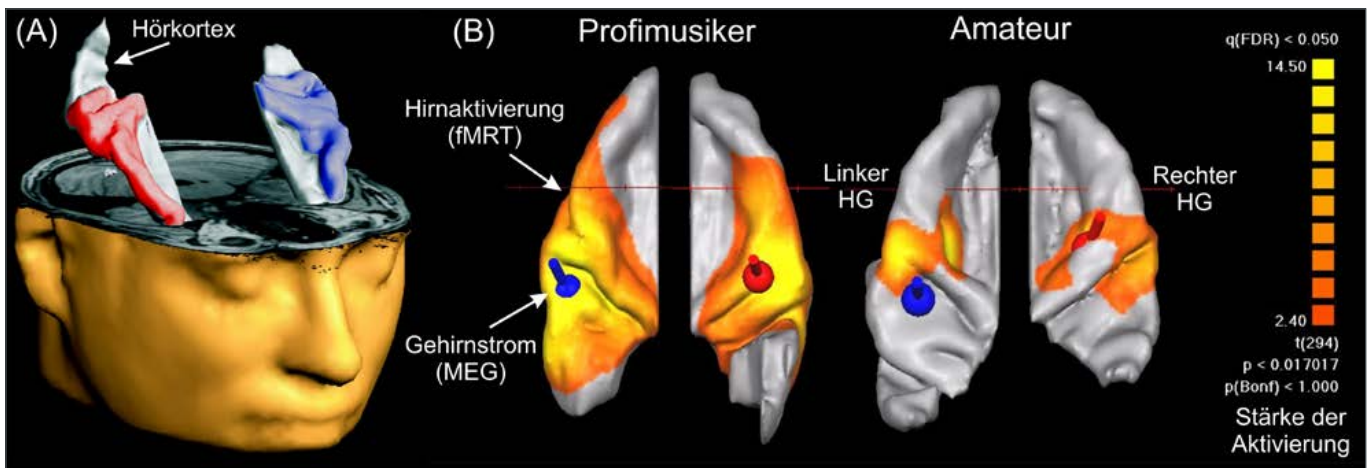 (A)
Hörkortex
(B)
Profimusiker
Amateur
Hirnaktivierung
(fMRT)
Gehirnstrom
(MEG)
Linker
HG
Rechter
HG
q(FDR) < 0.050
14.50
2.40
t(294)
p < 0.017017
p(Bonf) < 1.000
Stärke der
Aktivierung